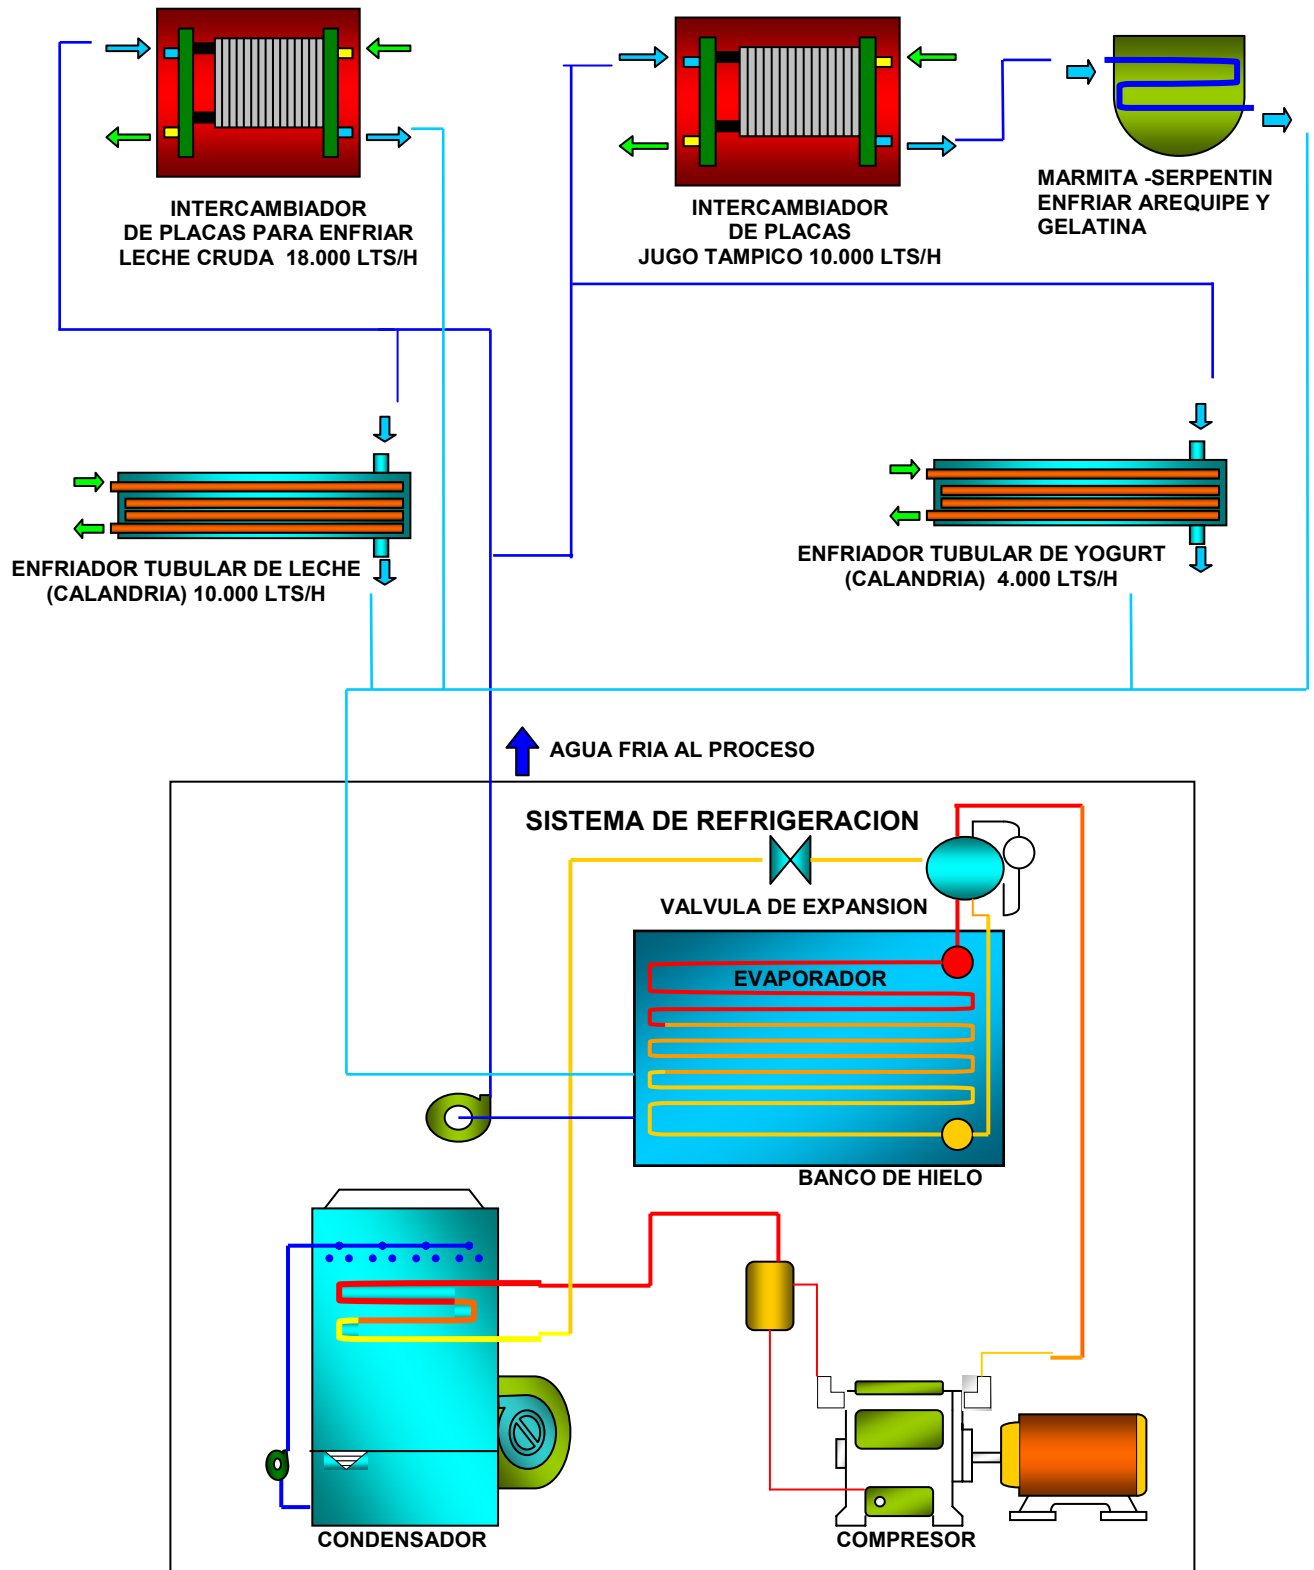 INTERCAMBIADOR
DE PLACAS PARA ENFRIAR
LECHE CRUDA  18.000 LTS/H
INTERCAMBIADOR
DE PLACAS
JUGO TAMPICO 10.000 LTS/H
MARMITA -SERPENTIN
ENFRIAR AREQUIPE Y
GELATINA
ENFRIADOR TUBULAR DE LECHE
(CALANDRIA) 10.000 LTS/H
ENFRIADOR TUBULAR DE YOGURT
(CALANDRIA)  4.000 LTS/H
AGUA FRIA AL PROCESO
SISTEMA DE REFRIGERACION
VALVULA DE EXPANSION
EVAPORADOR
BANCO DE HIELO
CONDENSADOR
COMPRESOR